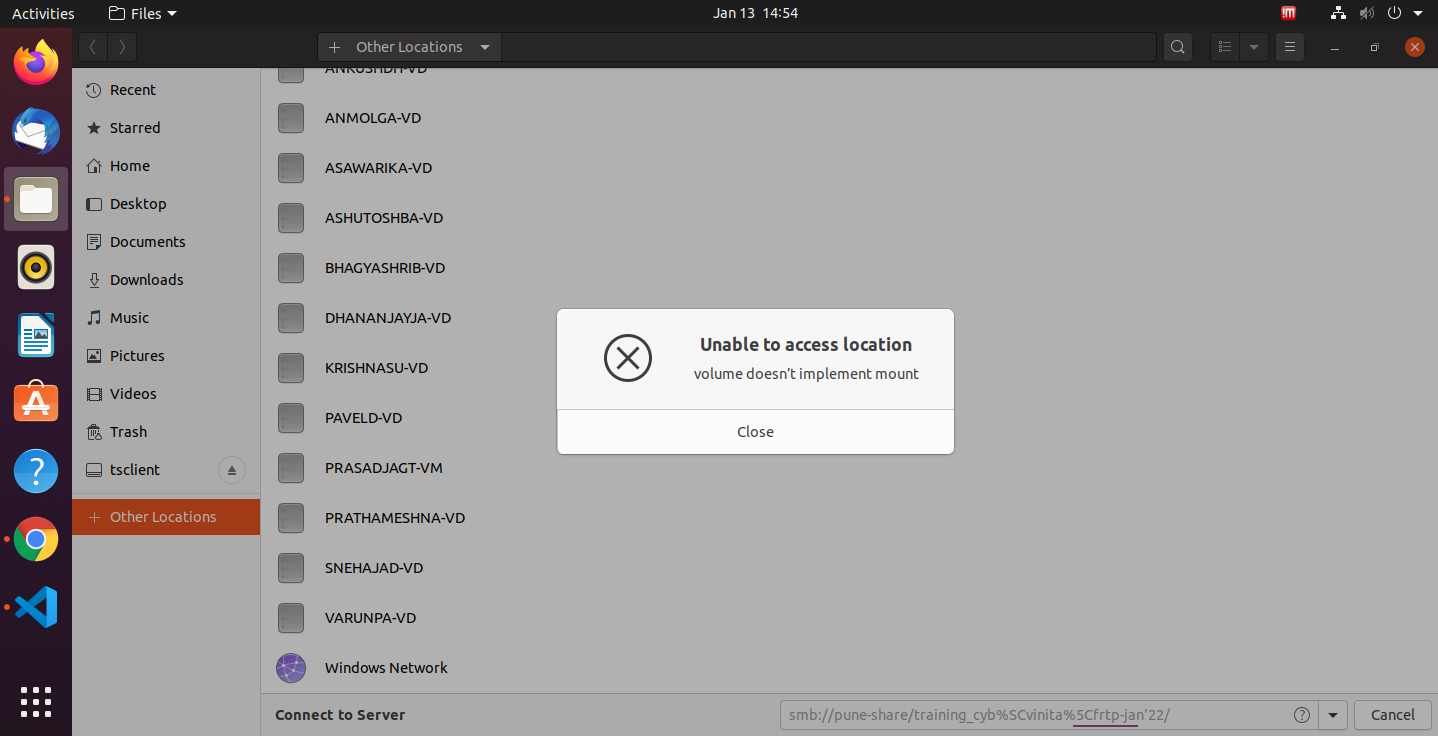 Activities
Files
Jan 13 14:54
Other Locations
Recent
Starred
Home
Desktop
Documents
Downloads
Music
Pictures
Videos
Trash
tsclient
Other Locations
ANKUSHDH-VD
ANMOLGA-VD
ASAWARIKA-VD
ASHUTOSHBA-VD
BHAGYASHRIB-VD
DHANANJAYJA-VD
KRISHNASU-VD
PAVELD-VD
PRASADJAGT-VM
PRATHAMESHNA-VD
SNEHAJAD-VD
VARUNPA-VD
Windows Network
Unable to access location
volume doesn’t implement mount
Close
Connect to Server
smb://pune-share/training_cyb%SCvinita%5Cfrtp-jan'22/
Cancel